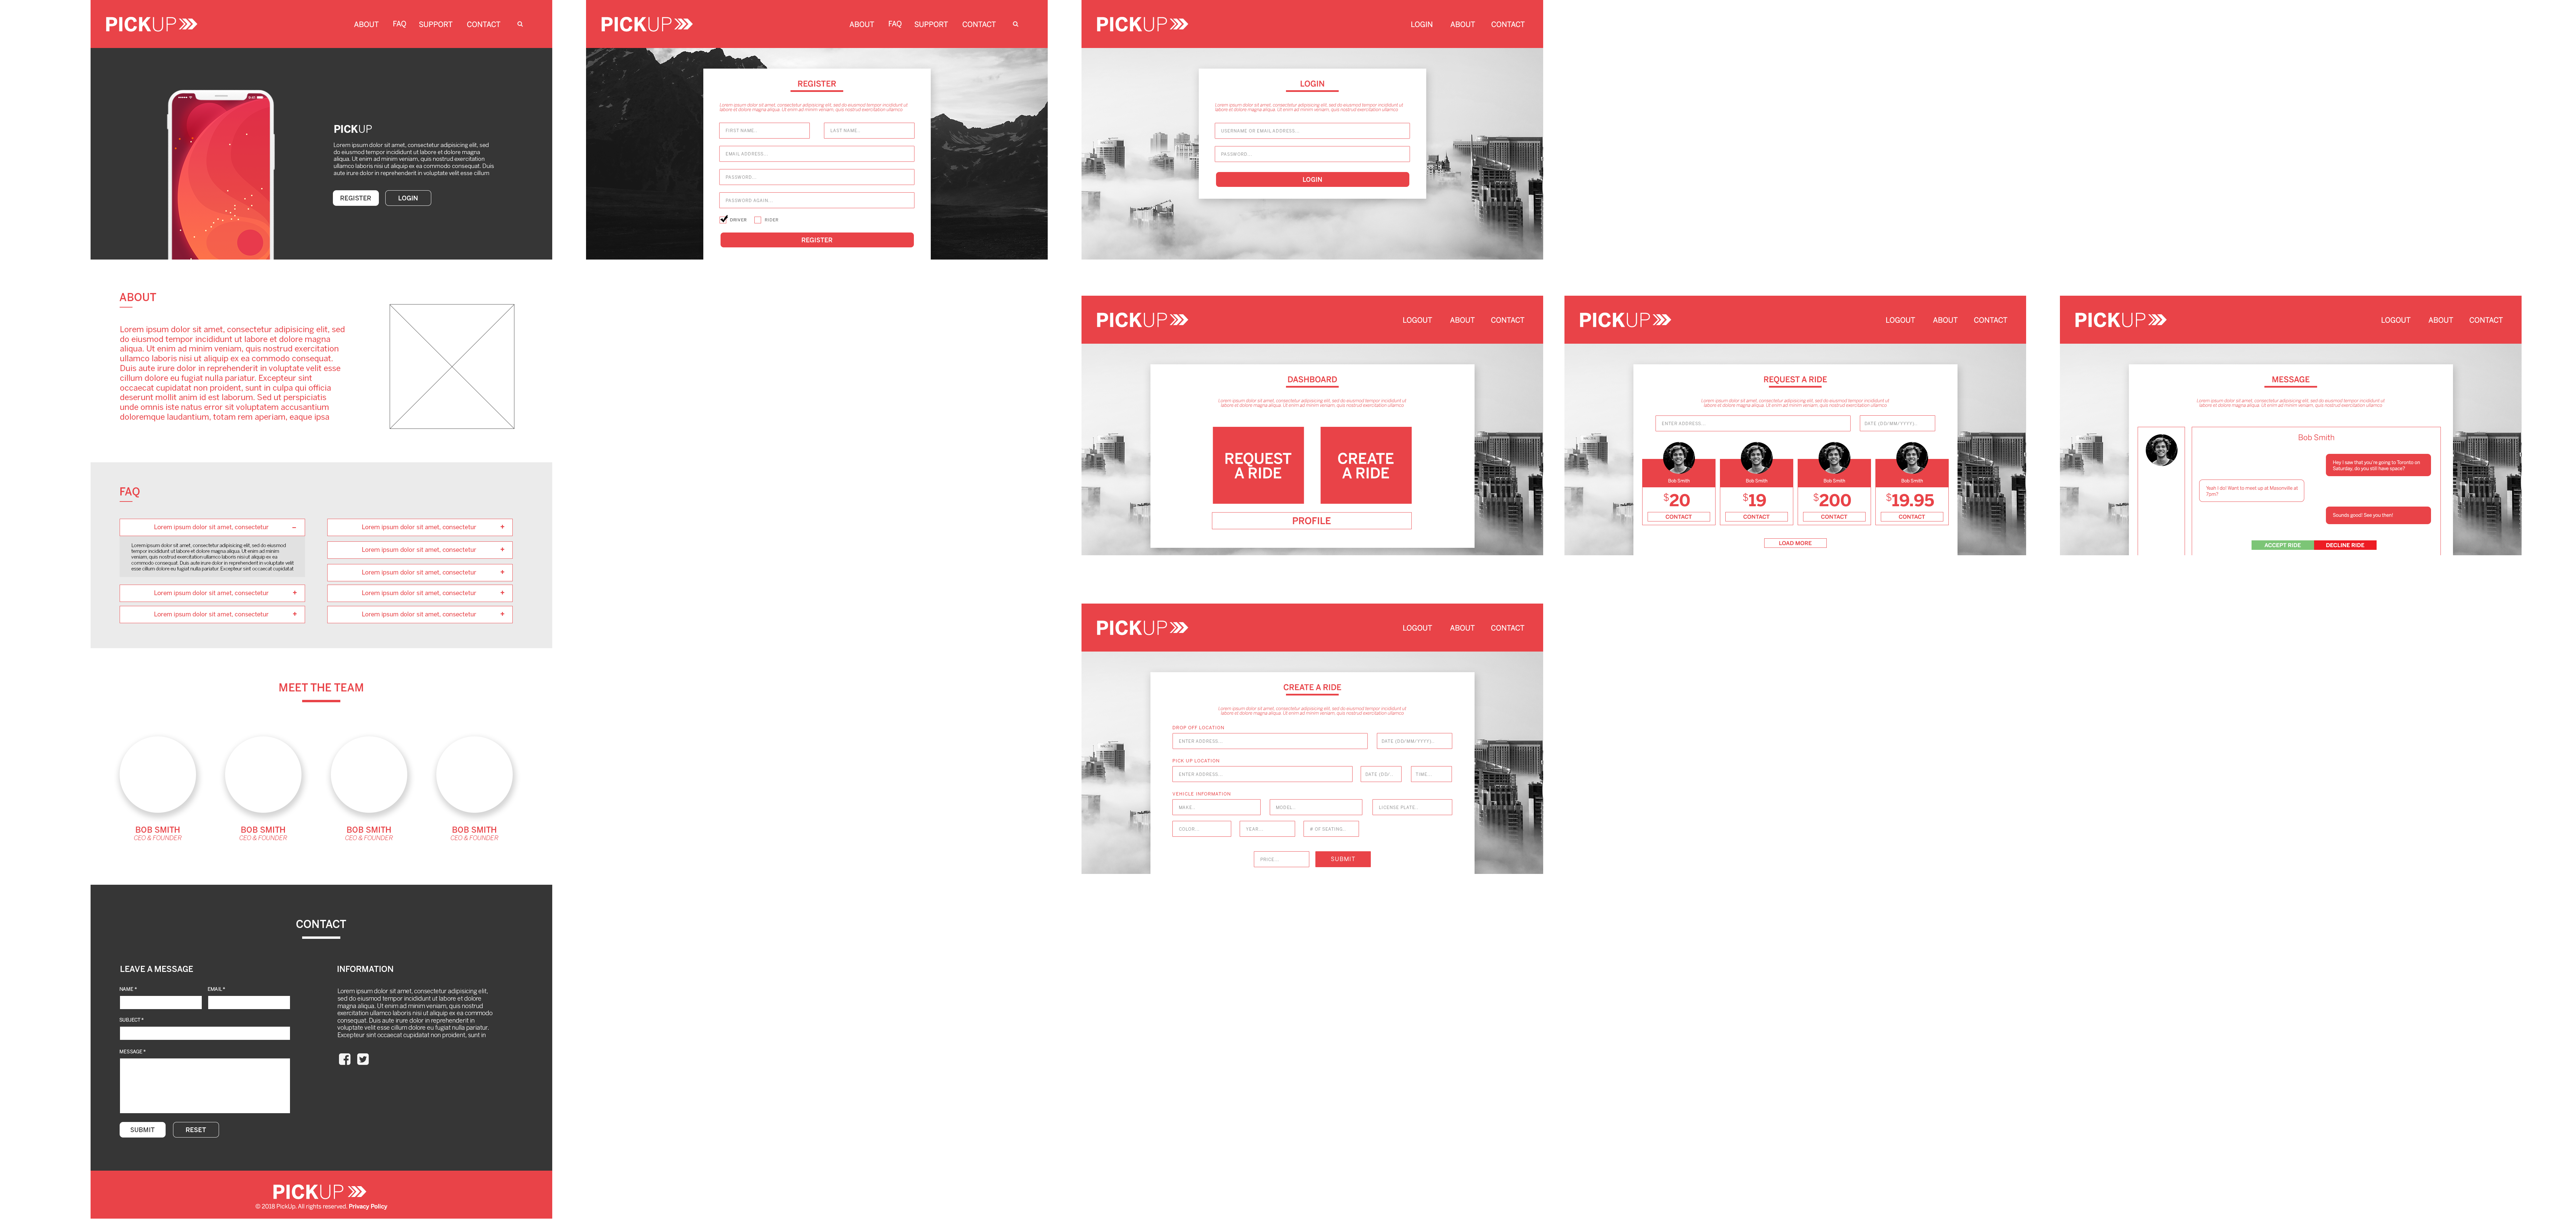 PICKUP
ABOUT FAQ SUPPORT CONTACT
PICKUP
Lorem ipsum dolor sit amet, consectetur adipisicing elit, sed
do eiusmod tempor incididunt ut labore et dolore magna
aliqua. Ut enim ad minim veniam, quis nostrud exercitation
ullamco laboris nisi ut aliquip ex ea commodo consequat. Duis
aute irure dolor in reprehenderit in voluptate velit esse cillum
REGISTER LOGIN
ABOUT
Lorem ipsum dolor sit amet, consectetur adipisicing elit, sed
do eiusmod tempor incididunt ut labore et dolore magna
aliqua. Ut enim ad minim veniam, quis nostrud exercitation
ullamco laboris nisi ut aliquip ex ea commodo consequat.
Duis aute irure dolor in reprehenderit in voluptate velit esse
cillum dolore eu fugiat nulla pariatur. Excepteur sint
occaecat cupidatat non proident, sunt in culpa qui officia
deserunt mollit anim id est laborum. Sed ut perspiciatis
unde omnis iste natus error sit voluptatem accusantium
doloremque laudantium, totam rem aperiam, eaque ipsa
FAQ
Lorem ipsum dolor sit amet, consectetur –
Lorem ipsum dolor sit amet, consectetur adipisicing elit, sed do eiusmod
tempor incididunt ut labore et dolore magna aliqua. Ut enim ad minim
veniam, quis nostrud exercitation ullamco laboris nisi ut aliquip ex ea
commodo consequat. Duis aute irure dolor in reprehenderit in voluptate velit
esse cillum dolore eu fugiat nulla pariatur. Excepteur sint occaecat cupidatat
Lorem ipsum dolor sit amet, consectetur +
Lorem ipsum dolor sit amet, consectetur +
Lorem ipsum dolor sit amet, consectetur +
Lorem ipsum dolor sit amet, consectetur +
Lorem ipsum dolor sit amet, consectetur +
Lorem ipsum dolor sit amet, consectetur +
Lorem ipsum dolor sit amet, consectetur +
MEET THE TEAM
BOB SMITH BOB SMITH BOB SMITH BOB SMITH
CEO & FOUNDER CEO & FOUNDER CEO & FOUNDER CEO & FOUNDER
CONTACT
LEAVE A MESSAGE
NAME * EMAIL *
SUBJECT *
MESSAGE *
SUBMIT RESET
INFORMATION
Lorem ipsum dolor sit amet, consectetur adipisicing elit,
sed do eiusmod tempor incididunt ut labore et dolore
magna aliqua. Ut enim ad minim veniam, quis nostrud
exercitation ullamco laboris nisi ut aliquip ex ea commodo
consequat. Duis aute irure dolor in reprehenderit in
voluptate velit esse cillum dolore eu fugiat nulla pariatur.
Excepteur sint occaecat cupidatat non proident, sunt in
PICKUP
© 2018 PickUp. All rights reserved. Privacy Policy
PICKUP
ABOUT FAQ SUPPORT CONTACT
REGISTER
Lorem ipsum dolor sit amet, consectetur adipisicing elit, sed do eiusmod tempor incididunt ut
labore et dolore magna aliqua. Ut enim ad minim veniam, quis nostrud exercitation ullamco
FIRST NAME... LAST NAME...
EMAIL ADDRESS...
PASSWORD...
PASSWORD AGAIN...
DRIVER RIDER
REGISTER
PICKUP
LOGIN ABOUT CONTACT
LOGIN
Lorem ipsum dolor sit amet, consectetur adipisicing elit, sed do eiusmod tempor incididunt ut
labore et dolore magna aliqua. Ut enim ad minim veniam, quis nostrud exercitation ullamco
USERNAME OR EMAIL ADDRESS...
PASSWORD...
LOGIN
PICKUP
LOGOUT ABOUT CONTACT
DASHBOARD
Lorem ipsum dolor sit amet, consectetur adipisicing elit, sed do eiusmod tempor incididunt ut
labore et dolore magna aliqua. Ut enim ad minim veniam, quis nostrud exercitation ullamco
REQUEST
A RIDE
CREATE
A RIDE
PROFILE
PICKUP
LOGOUT ABOUT CONTACT
REQUEST A RIDE
Lorem ipsum dolor sit amet, consectetur adipisicing elit, sed do eiusmod tempor incididunt ut
labore et dolore magna aliqua. Ut enim ad minim veniam, quis nostrud exercitation ullamco
ENTER ADDRESS... DATE (DD/MM/YYYY)...
Bob Smith Bob Smith Bob Smith Bob Smith
$20 $19 $200 $19.95
CONTACT CONTACT CONTACT CONTACT
LOAD MORE
PICKUP
LOGOUT ABOUT CONTACT
MESSAGE
Lorem ipsum dolor sit amet, consectetur adipisicing elit, sed do eiusmod tempor incididunt ut
labore et dolore magna aliqua. Ut enim ad minim veniam, quis nostrud exercitation ullamco
Bob Smith
Hey I saw that you're going to Toronto on
Saturday, do you still have space?
Yeah I do! Want to meet up at Masonville at
7pm?
Sounds good! See you then!
ACCEPT RIDE DECLINE RIDE
PICKUP
LOGOUT ABOUT CONTACT
CREATE A RIDE
Lorem ipsum dolor sit amet, consectetur adipisicing elit, sed do eiusmod tempor incididunt ut
labore et dolore magna aliqua. Ut enim ad minim veniam, quis nostrud exercitation ullamco
DROP OFF LOCATION
ENTER ADDRESS... DATE (DD/MM/YYYY)...
PICK UP LOCATION
ENTER ADDRESS... DATE (DD/... TIME...
VEHICLE INFORMATION
MAKE... MODEL... LICENSE PLATE...
COLOR... YEAR... # OF SEATING...
PRICE... SUBMIT